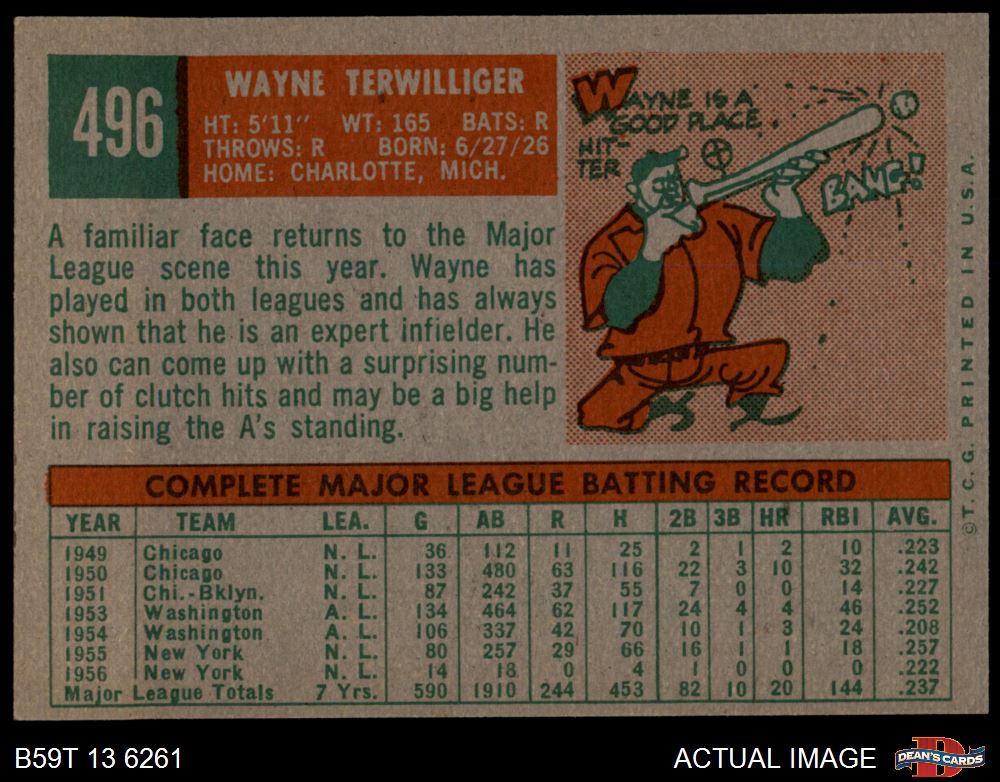 496
WAYNE TERWILLIGER
HT: 5'11" WT: 165 BATS: R
THROWS: R BORN: 6/27/26
HOME: CHARLOTTE, MICH.
WAYNE IS A
GOOD PLACE
HIT-
TER
BANG!
A familiar face returns to the Major
League scene this year. Wayne has
played in both leagues and has always
shown that he is an expert infielder. He
also can come up with a surprising num-
ber of clutch hits and may be a big help
in raising the A's standing.
©T. C. G. PRINTED IN U.S.A.
COMPLETE MAJOR LEAGUE BATTING RECORD
YEAR TEAM LEA. G AB R H 2B 3B HR RBI AVG.
1949 Chicago N. L. 36 112 11 25 2 1 2 10 .223
1950 Chicago N. L. 133 480 63 116 22 3 10 32 .242
1951 Chi.-Bklyn. N. L. 87 242 37 55 7 0 0 14 .227
1953 Washington A. L. 134 464 62 117 24 4 4 46 .252
1954 Washington A. L. 106 337 42 70 10 1 3 24 .208
1955 New York N. L. 80 257 29 66 16 1 1 18 .257
1956 New York N. L. 14 18 0 4 1 0 0 0 .222
Major League Totals 7 Yrs. 590 1910 244 453 82 10 20 144 .237
B59T 13 6261
ACTUAL IMAGE
D
DEAN'S CARDS